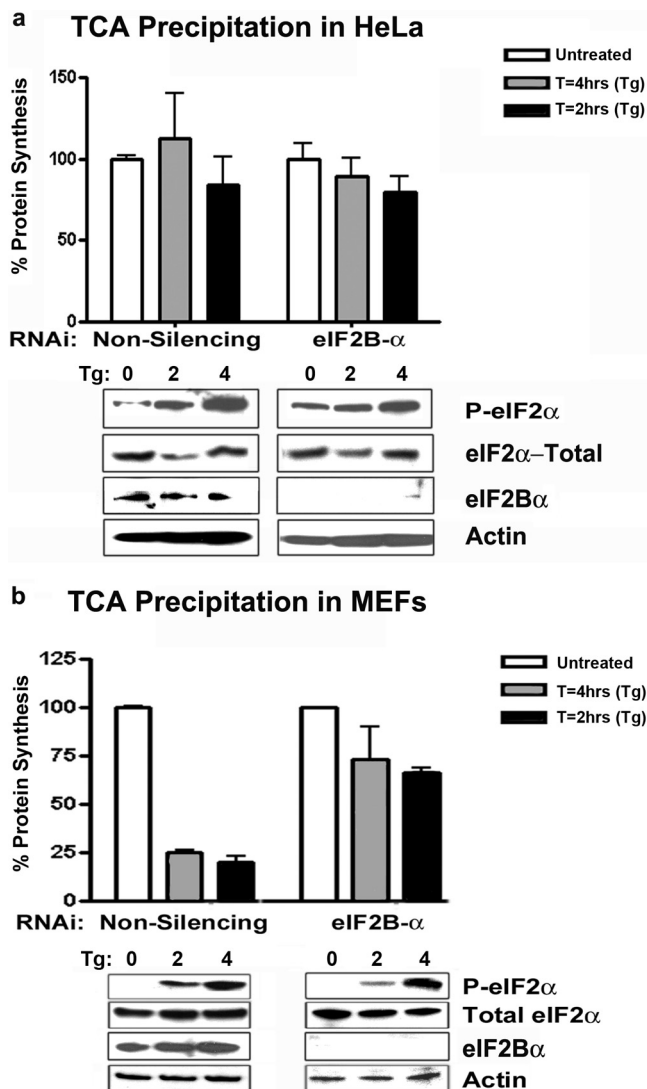 a
TCA Precipitation in HeLa
Untreated
T=4hrs (Tg)
T=2hrs (Tg)
% Protein Synthesis
150
100
50
0
RNAi: Non-Silencing eIF2B-α
Tg: 0 2 4 0 2 4
P-eIF2α
eIF2α–Total
eIF2Bα
Actin
b
TCA Precipitation in MEFs
Untreated
T=4hrs (Tg)
T=2hrs (Tg)
% Protein Synthesis
125
100
75
50
25
0
RNAi: Non-Silencing eIF2B-α
Tg: 0 2 4 0 2 4
P-eIF2α
Total eIF2α
eIF2Bα
Actin